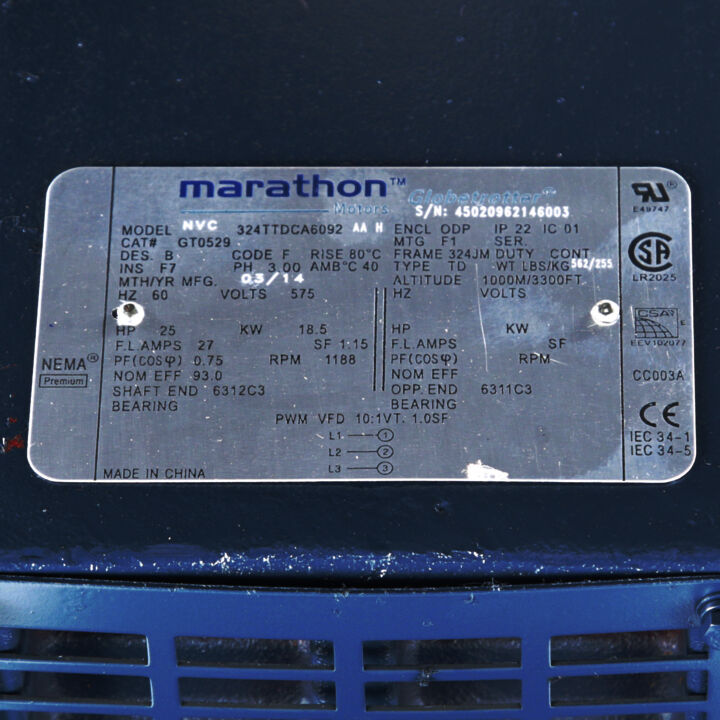 marathon™
Motors
Globetrotter®
S/N: 45020962146003
MODEL NVC 324TTDCA6092 AA H ENCL ODP IP 22 IC 01
CAT# GT0529 MTG F1 SER.
DES. B CODE F RISE 80°C FRAME 324JM DUTY CONT
INS F7 PH 3.00 AMB°C 40 TYPE TD WT LBS/KG 562/255
MTH/YR MFG. 03/14 ALTITUDE 1000M/3300FT
HZ 60 VOLTS 575 HZ VOLTS
HP 25 KW 18.5 HP KW
F.L.AMPS 27 SF 1.15 F.L.AMPS SF
PF(COSφ) 0.75 RPM 1188 PF(COSφ) RPM
NOM EFF 93.0 NOM EFF
SHAFT END 6312C3 OPP.END 6311C3
BEARING BEARING
PWM VFD 10:1VT. 1.0SF
L1 1
L2 2
L3 3
MADE IN CHINA
NEMA®
Premium
E49747
LR2025
CSA
E
EEV102077
CC003A
CE
IEC 34-1
IEC 34-5